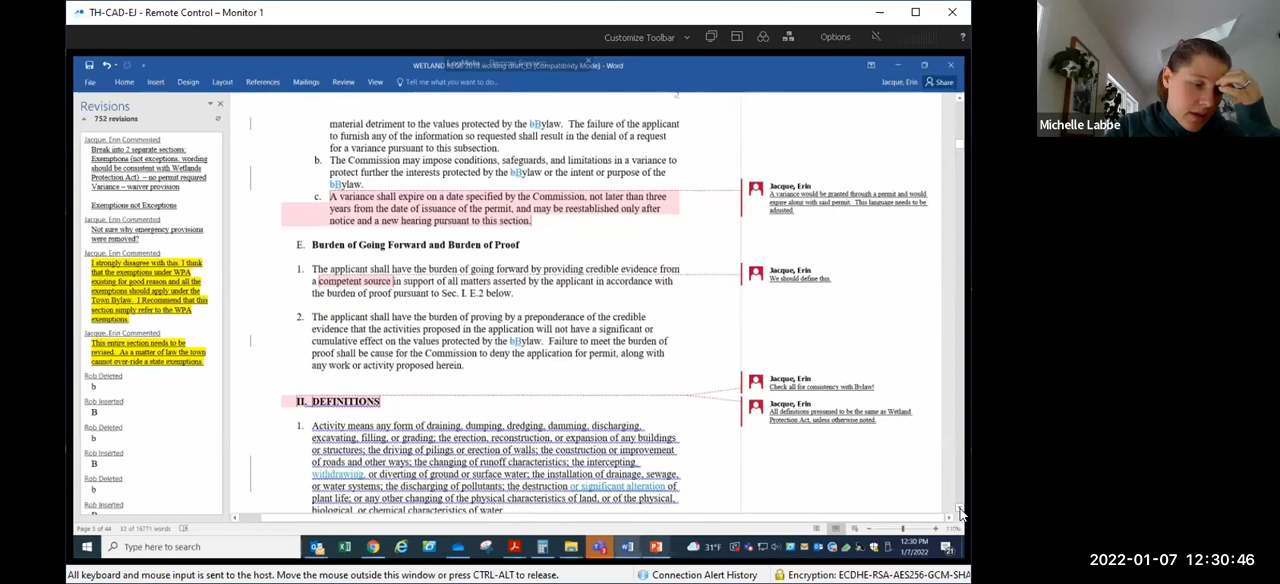 TH-CAD-EJ - Remote Control - Monitor 1
Customize Toolbar
Options
?
[Compatibility Mode] - Word
Jacque, Erin
Share
File Home Insert Design Layout References Mailings Review View Tell me what you want to do...
Revisions
752 revisions
Jacque, Erin Commented
Break into 2 separate sections:
Exemptions (not exceptions, wording
should be consistent with Wetlands
Protection Act) – no permit required
Variance – waiver provision
Exemptions not Exceptions
Jacque, Erin Commented
Not sure why emergency provisions
were removed?
Jacque, Erin Commented
I strongly disagree with this. I think
that the exemptions under WPA
existing for good reason and all the
exemptions should apply under the
Town Bylaw. I Recommend that this
section simply refer to the WPA
exemptions.
Jacque, Erin Commented
This entire section needs to be
revised. As a matter of law the town
cannot over-ride a state exemptions.
Rob Deleted
b
Rob Inserted
B
Rob Deleted
b
Rob Inserted
B
Rob Deleted
b
Rob Inserted
material detriment to the values protected by the bBylaw. The failure of the applicant
to furnish any of the information so requested shall result in the denial of a request
for a variance pursuant to this subsection.
b. The Commission may impose conditions, safeguards, and limitations in a variance to
protect further the interests protected by the bBylaw or the intent or purpose of the
bBylaw.
c. A variance shall expire on a date specified by the Commission, not later than three
years from the date of issuance of the permit, and may be reestablished only after
notice and a new hearing pursuant to this section.
E. Burden of Going Forward and Burden of Proof
1. The applicant shall have the burden of going forward by providing credible evidence from
a competent source in support of all matters asserted by the applicant in accordance with
the burden of proof pursuant to Sec. I. E.2 below.
2. The applicant shall have the burden of proving by a preponderance of the credible
evidence that the activities proposed in the application will not have a significant or
cumulative effect on the values protected by the bBylaw. Failure to meet the burden of
proof shall be cause for the Commission to deny the application for permit, along with
any work or activity proposed herein.
II. DEFINITIONS
1. Activity means any form of draining, dumping, dredging, damming, discharging,
excavating, filling, or grading; the erection, reconstruction, or expansion of any buildings
or structures; the driving of pilings or erection of walls; the construction or improvement
of roads and other ways; the changing of runoff characteristics; the intercepting,
withdrawing, or diverting of ground or surface water; the installation of drainage, sewage,
or water systems; the discharging of pollutants; the destruction or significant alteration of
plant life; or any other changing of the physical characteristics of land, or of the physical,
biological, or chemical characteristics of water
Jacque, Erin
A variance would be granted through a permit and would
expire along with said permit. This language needs to be
adjusted.
Jacque, Erin
We should define this.
Jacque, Erin
Check all for consistency with Bylaw!
Jacque, Erin
All definitions presumed to be the same as Wetland
Protection Act, unless otherwise noted.
Page 5 of 44 32 of 16771 words
110%
Type here to search
31°F
12:30 PM
1/7/2022
All keyboard and mouse input is sent to the host. Move the mouse outside this window or press CTRL-ALT to release.
Connection Alert History
Encryption: ECDHE-RSA-AES256-GCM-SHA
Michelle Labbe
2022-01-07 12:30:46